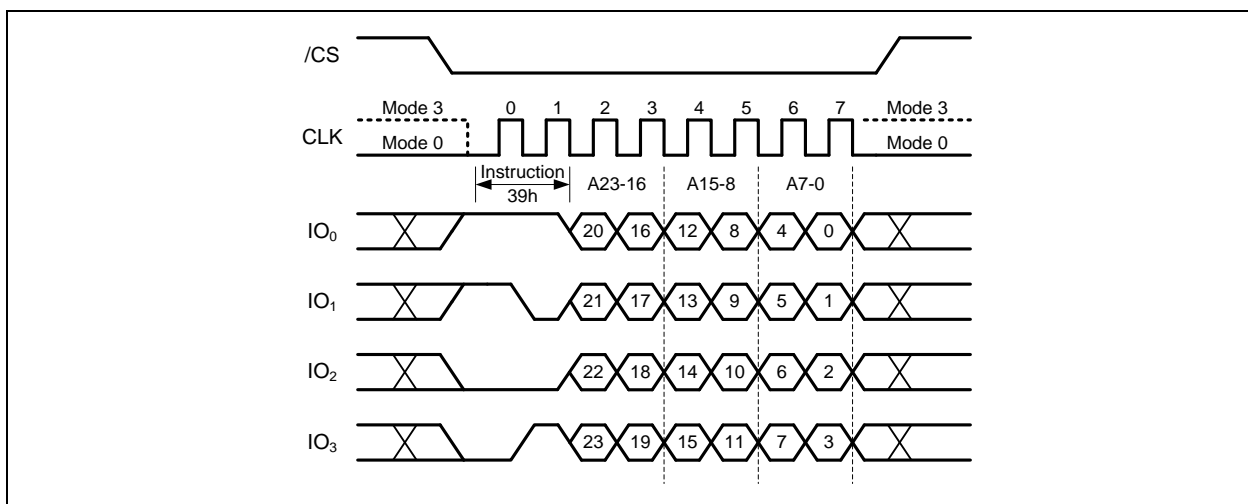 /CS
Mode 3 0 1 2 3 4 5 6 7 Mode 3
CLK
Mode 0 Mode 0
Instruction A23-16 A15-8 A7-0
39h
IO0 20 16 12 8 4 0
IO1 21 17 13 9 5 1
IO2 22 18 14 10 6 2
IO3 23 19 15 11 7 3